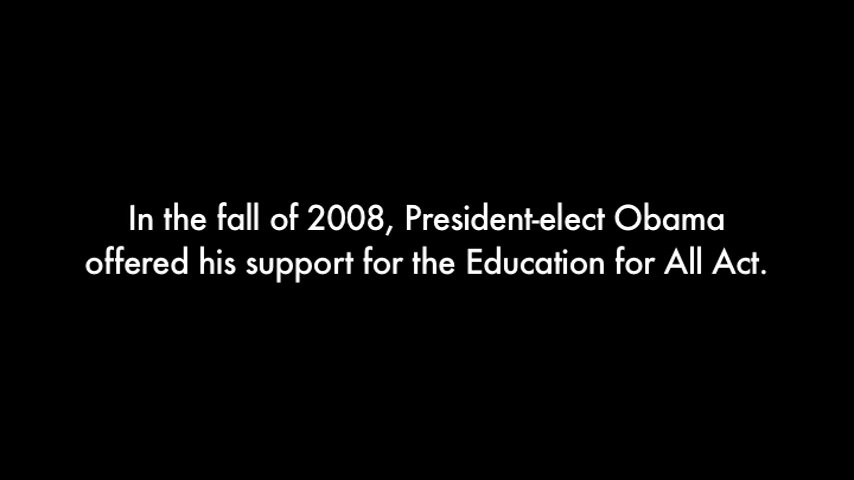 In the fall of 2008, President-elect Obama
offered his support for the Education for All Act.